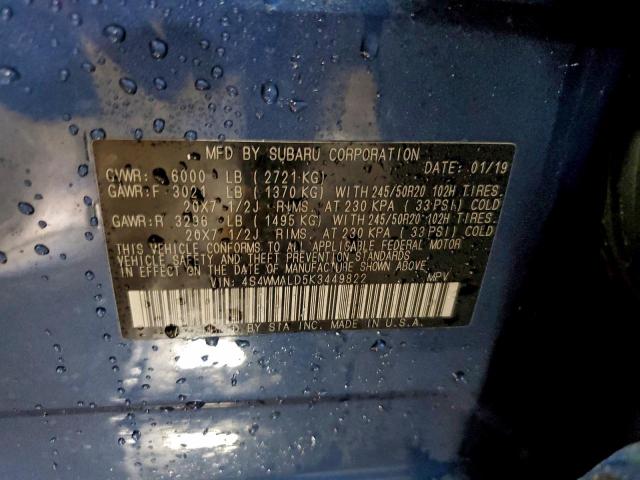 MFD BY SUBARU CORPORATION
DATE: 01/19
GVWR: 6000 LB (2721 KG)
GAWR:F 3021 LB (1370 KG) WITH 245/50R20 102H TIRES.
20X7 1/2J RIMS. AT 230 KPA (33 PSI) COLD
GAWR:R 3296 LB (1495 KG) WITH 245/50R20 102H TIRES.
20X7 1/2J RIMS. AT 230 KPA (33 PSI) COLD
THIS VEHICLE CONFORMS TO ALL APPLICABLE FEDERAL MOTOR
VEHICLE SAFETY AND THEFT PREVENTION STANDARDS IN
EFFECT ON THE DATE OF MANUFACTURE SHOWN ABOVE.
VIN: 4S4WMALD5K3449822 MPV
MFD BY SIA INC. MADE IN U.S.A.